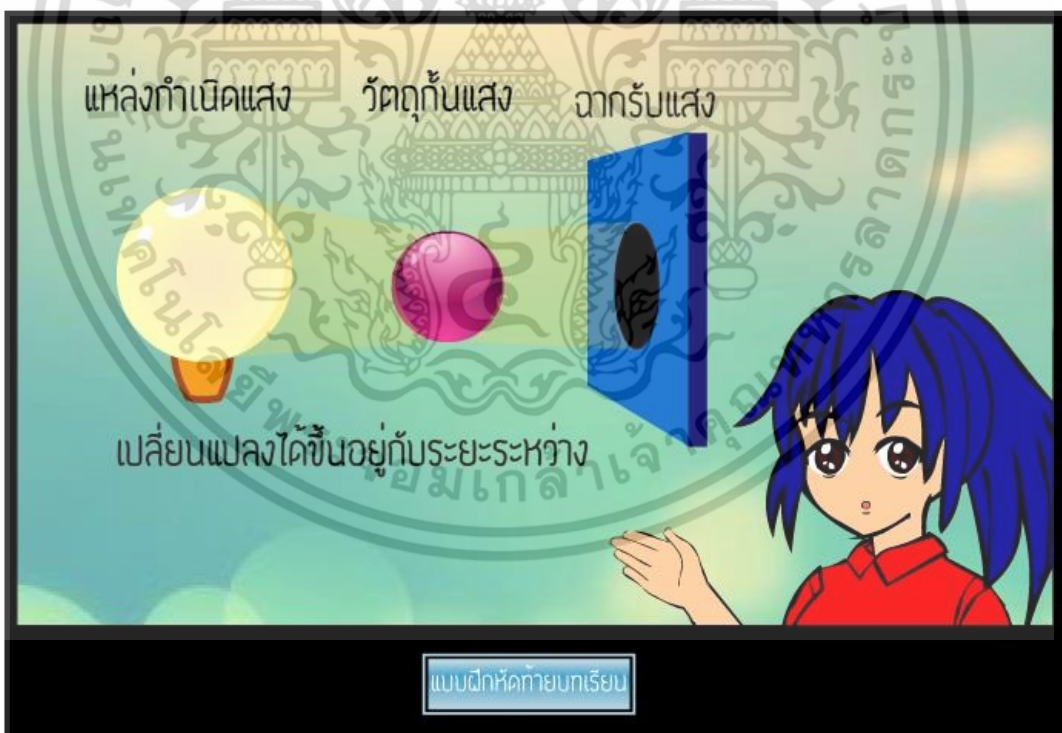 แหล่งกำเนิดแสง วัตถุกั้นแสง ฉากรับแสง
เปลี่ยนแปลงได้ขึ้นอยู่กับระยะระหว่าง
แบบฝึกหัดท้ายบทเรียน